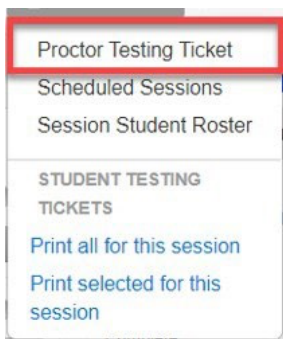 Proctor Testing Ticket
Scheduled Sessions
Session Student Roster
STUDENT TESTING
TICKETS
Print all for this session
Print selected for this
session